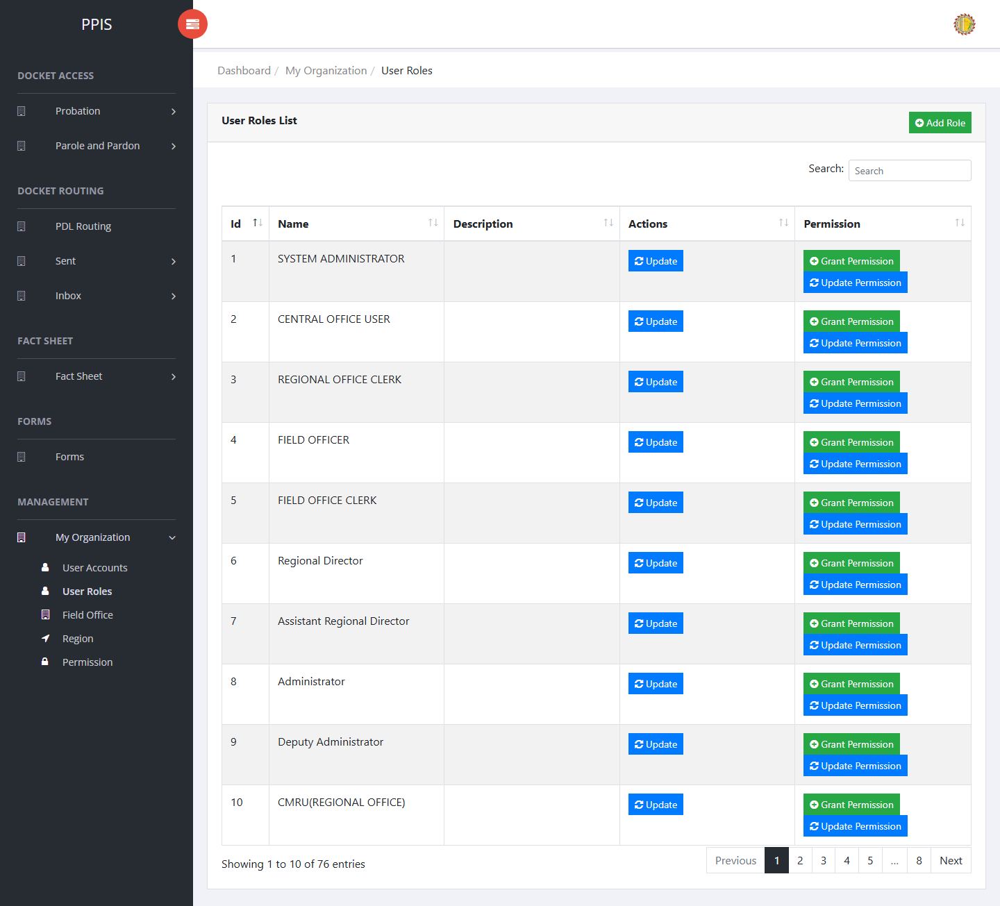 PPIS
DOCKET ACCESS
Probation
Parole and Pardon
DOCKET ROUTING
PDL Routing
Sent
Inbox
FACT SHEET
Fact Sheet
FORMS
Forms
MANAGEMENT
My Organization
User Accounts
User Roles
Field Office
Region
Permission
Dashboard / My Organization / User Roles
User Roles List
Add Role
Search: Search
Id Name Description Actions Permission
1 SYSTEM ADMINISTRATOR Update Grant Permission
Update Permission
2 CENTRAL OFFICE USER Update Grant Permission
Update Permission
3 REGIONAL OFFICE CLERK Update Grant Permission
Update Permission
4 FIELD OFFICER Update Grant Permission
Update Permission
5 FIELD OFFICE CLERK Update Grant Permission
Update Permission
6 Regional Director Update Grant Permission
Update Permission
7 Assistant Regional Director Update Grant Permission
Update Permission
8 Administrator Update Grant Permission
Update Permission
9 Deputy Administrator Update Grant Permission
Update Permission
10 CMRU(REGIONAL OFFICE) Update Grant Permission
Update Permission
Showing 1 to 10 of 76 entries
Previous 1 2 3 4 5 … 8 Next